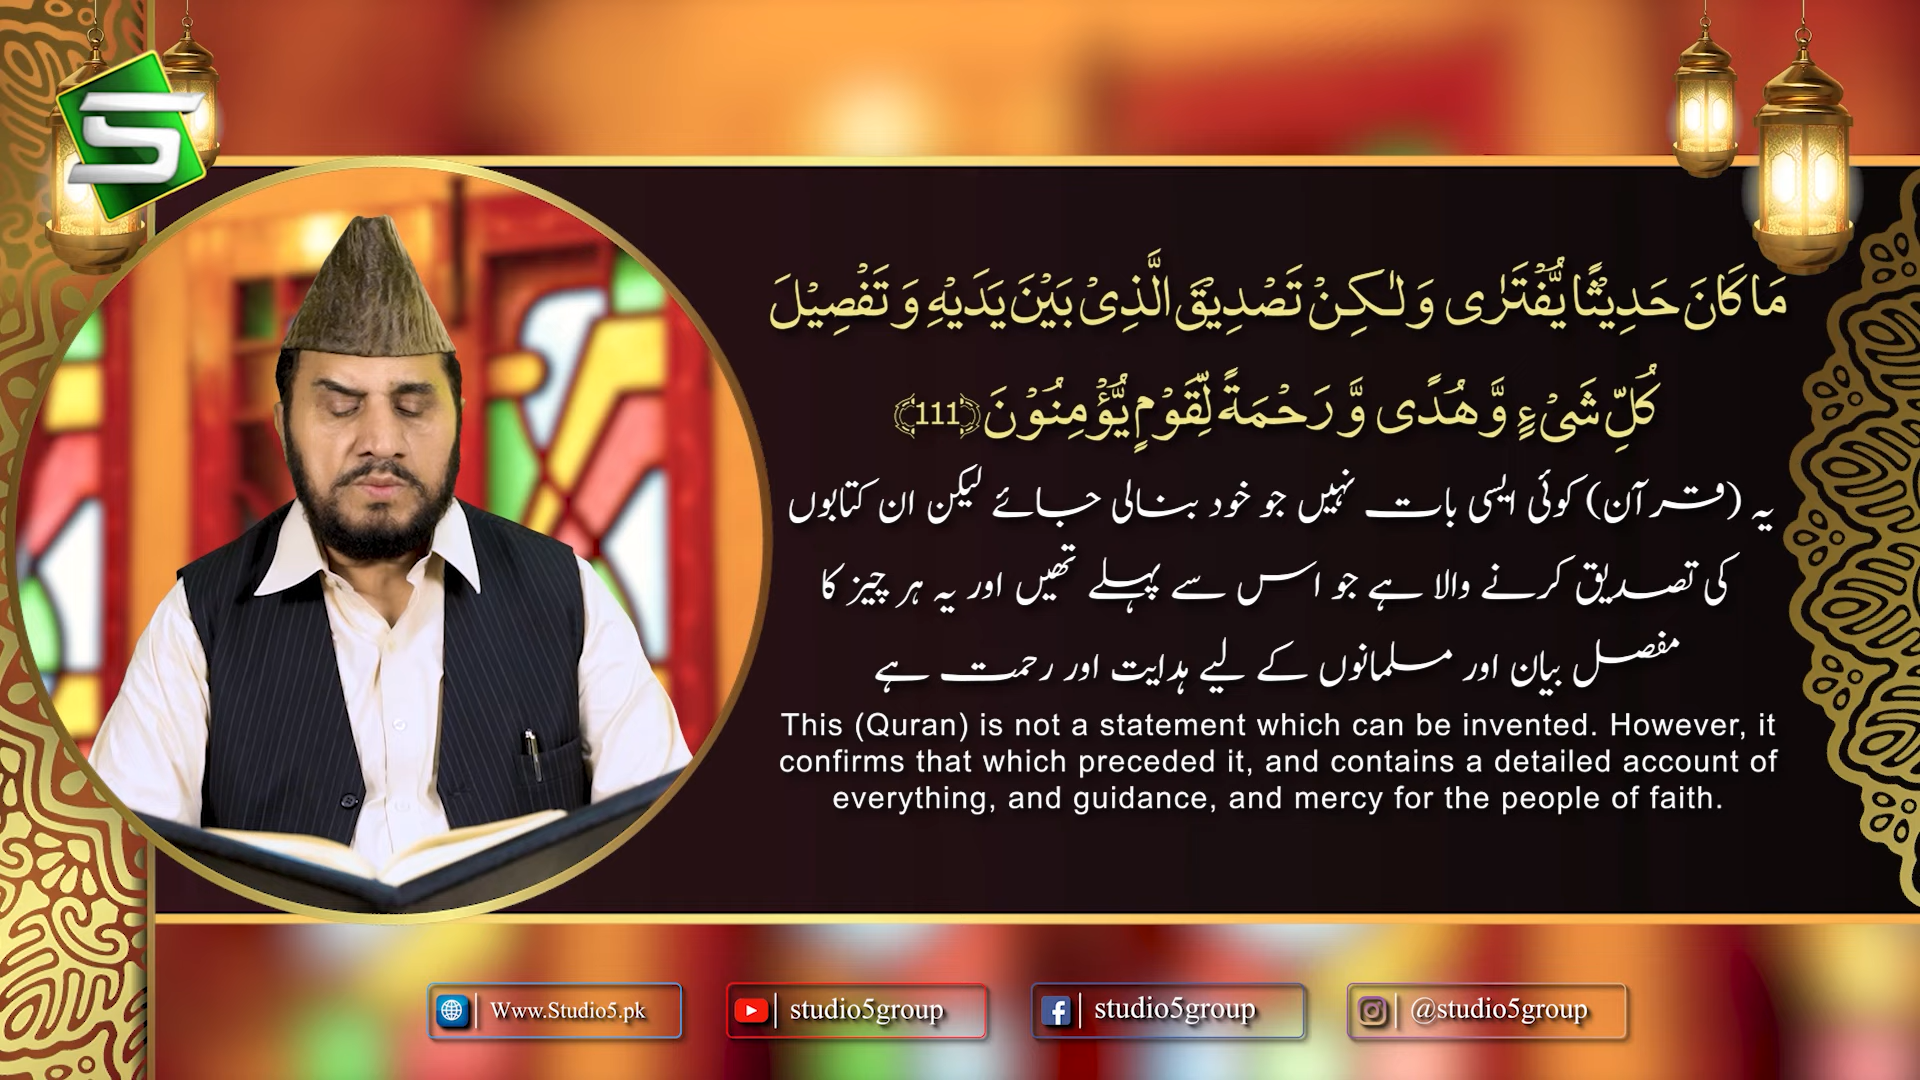 مَا كَانَ حَدِيْثًا يُّفْتَرٰى وَ لٰـكِنْ تَصْدِيْقَ الَّذِىْ بَيْنَ يَدَيْهِ وَ تَفْصِيْلَ
كُلِّ شَىْءٍ وَّ هُدًى وَّ رَحْمَةً لِّقَوْمٍ يُّؤْمِنُوْنَ ﴿111﴾
یہ (قرآن) کوئی ایسی بات نہیں جو خود بنالی جائے لیکن ان کتابوں
کی تصدیق کرنے والا ہے جو اس سے پہلے تھیں اور یہ ہر چیز کا
مفصل بیان اور مسلمانوں کے لیے ہدایت اور رحمت ہے
This (Quran) is not a statement which can be invented. However, it
confirms that which preceded it, and contains a detailed account of
everything, and guidance, and mercy for the people of faith.
Www.Studio5.pk
studio5group
studio5group
@studio5group